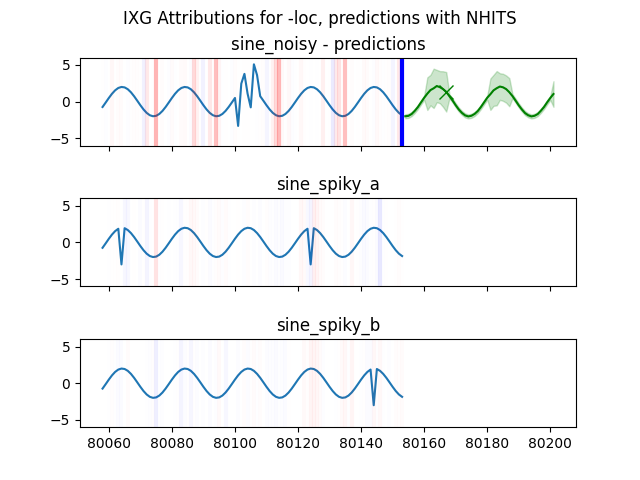 IXG Attributions for -loc, predictions with NHITS
sine_noisy - predictions
5
0
−5
sine_spiky_a
5
0
−5
sine_spiky_b
5
0
−5
80060 80080 80100 80120 80140 80160 80180 80200